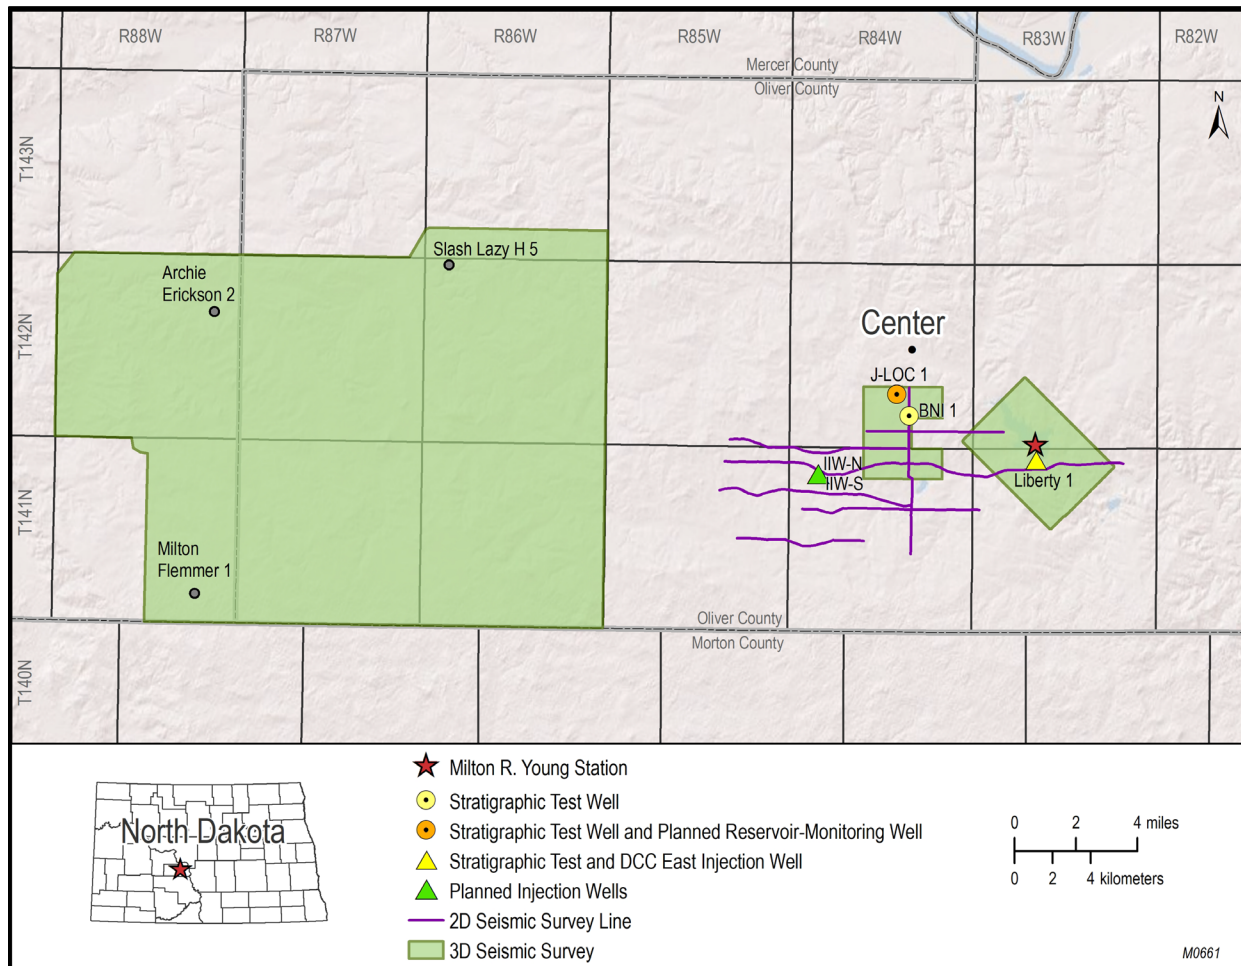 R88W
R87W
R86W
R85W
R84W
R83W
R82W
Mercer County
Oliver County
N
T143N
Slash Lazy H 5
Archie
Erickson 2
T142N
Center
J-LOC 1
BNI 1
IIW-N
IIW-S
Liberty 1
T141N
Milton
Flemmer 1
Oliver County
Morton County
T140N
Milton R. Young Station
Stratigraphic Test Well
Stratigraphic Test Well and Planned Reservoir-Monitoring Well
Stratigraphic Test and DCC East Injection Well
Planned Injection Wells
2D Seismic Survey Line
3D Seismic Survey
North Dakota
0 2 4 miles
0 2 4 kilometers
M0661